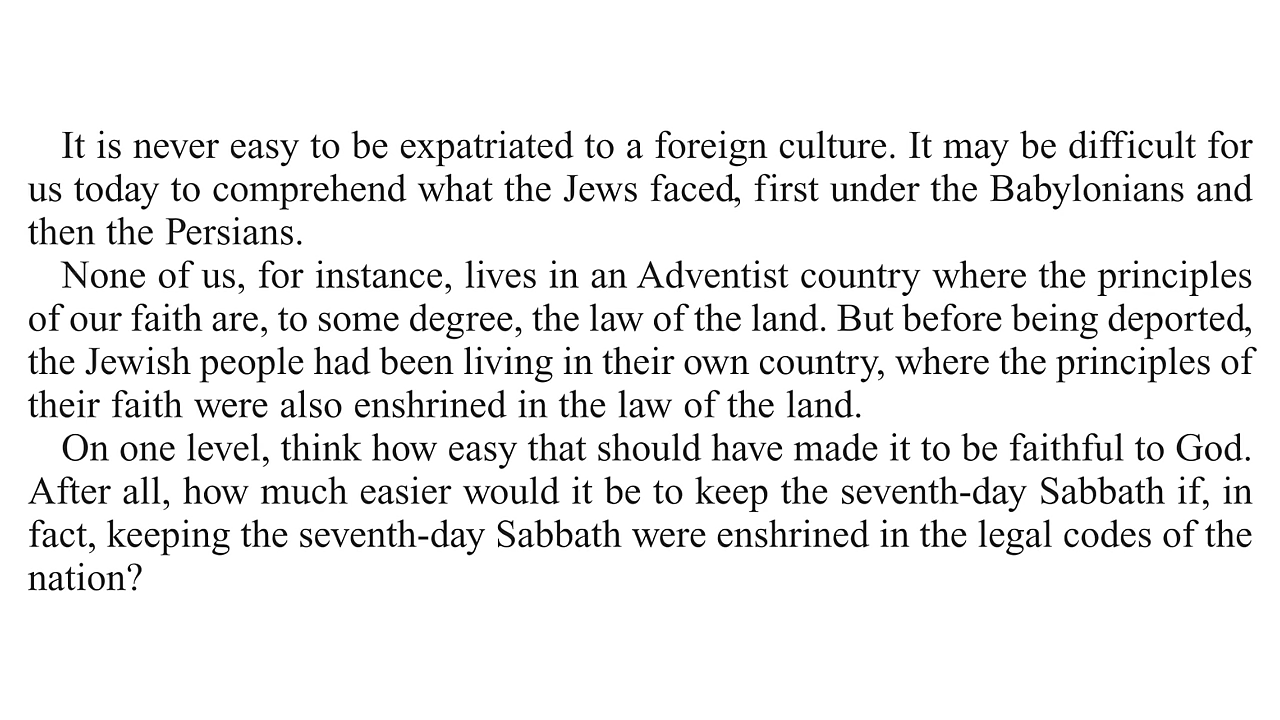 It is never easy to be expatriated to a foreign culture. It may be difficult for
us today to comprehend what the Jews faced, first under the Babylonians and
then the Persians.
None of us, for instance, lives in an Adventist country where the principles
of our faith are, to some degree, the law of the land. But before being deported,
the Jewish people had been living in their own country, where the principles of
their faith were also enshrined in the law of the land.
On one level, think how easy that should have made it to be faithful to God.
After all, how much easier would it be to keep the seventh-day Sabbath if, in
fact, keeping the seventh-day Sabbath were enshrined in the legal codes of the
nation?